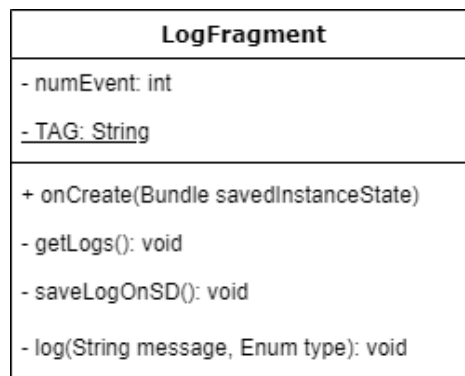 LogFragment
- numEvent: int
- TAG: String
+ onCreate(Bundle savedInstanceState)
- getLogs(): void
- saveLogOnSD(): void
- log(String message, Enum type): void